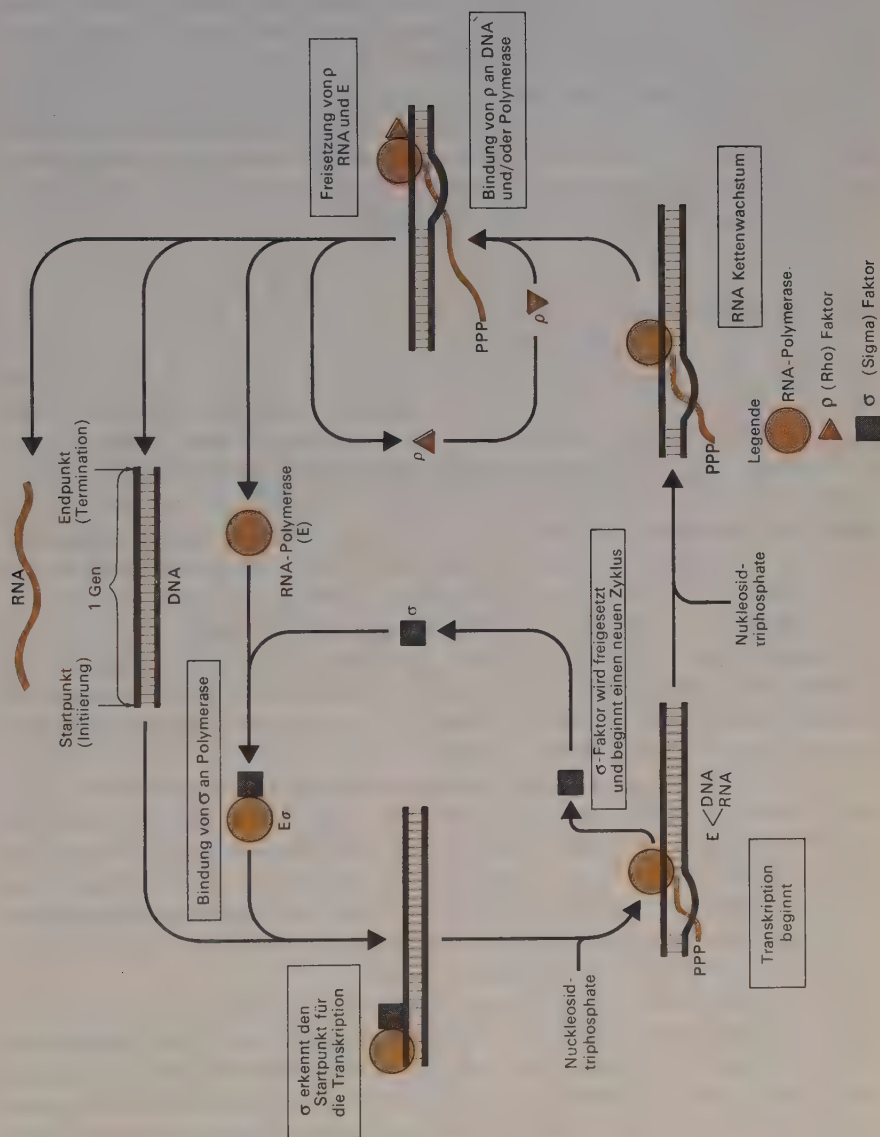 RNA
Startpunkt
(Initiierung)
1 Gen
Endpunkt
(Termination)
DNA
Bindung von σ an Polymerase
Eσ
RNA-Polymerase
(E)
σ
ρ
ρ
Freisetzung von ρ
RNA und E
σ erkennt den
Startpunkt für
die Transkription
PPP
Bindung von ρ an DNA
und/oder Polymerase
Nuckleosid-
triphosphate
σ-Faktor wird freigesetzt
und beginnt einen neuen Zyklus
PPP
E < DNA
RNA
Transkription
beginnt
Nukleosid-
triphosphate
PPP
RNA Kettenwachstum
Legende
RNA-Polymerase.
ρ (Rho) Faktor
σ (Sigma) Faktor